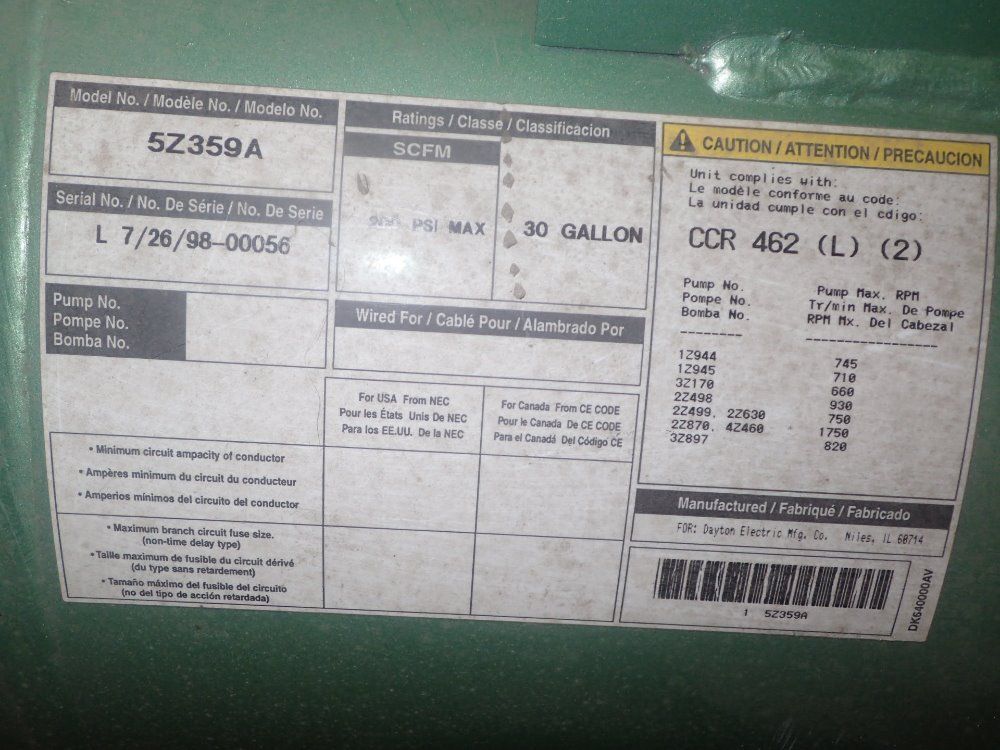 Model No. / Modèle No. / Modelo No.
5Z359A
Serial No. / No. De Série / No. De Serie
L 7/26/98-00056
Pump No.
Pompe No.
Bomba No.
Ratings / Classe / Classificacion
SCFM
PSI MAX
30 GALLON
Wired For / Cablé Pour / Alambrado Por
For USA From NEC
Pour les États Unis De NEC
Para los EE.UU. De la NEC
For Canada From CE CODE
Pour le Canada De CE CODE
Para el Canadá Del Código CE
• Minimum circuit ampacity of conductor
• Ampères minimum du circuit du conducteur
• Amperios mínimos del circuito del conductor
• Maximum branch circuit fuse size.
(non-time delay type)
• Taille maximum de fusible du circuit dérivé
(du type sans retardement)
• Tamaño máximo del fusible del circuito
(no del tipo de acción retardada)
CAUTION / ATTENTION / PRECAUCION
Unit complies with:
Le modèle conforme au code:
La unidad cumple con el cdigo:
CCR 462 (L) (2)
Pump No. Pump Max. RPM
Pompe No. Tr/min Max. De Pompe
Bomba No. RPM Mx. Del Cabezal
1Z944 745
1Z945 710
3Z170 660
2Z498 930
2Z499, 2Z630 750
2Z870, 4Z460 1750
3Z897 820
Manufactured / Fabriqué / Fabricado
FOR: Dayton Electric Mfg. Co. Niles, IL 60714
1 5Z359A
DK640000AV